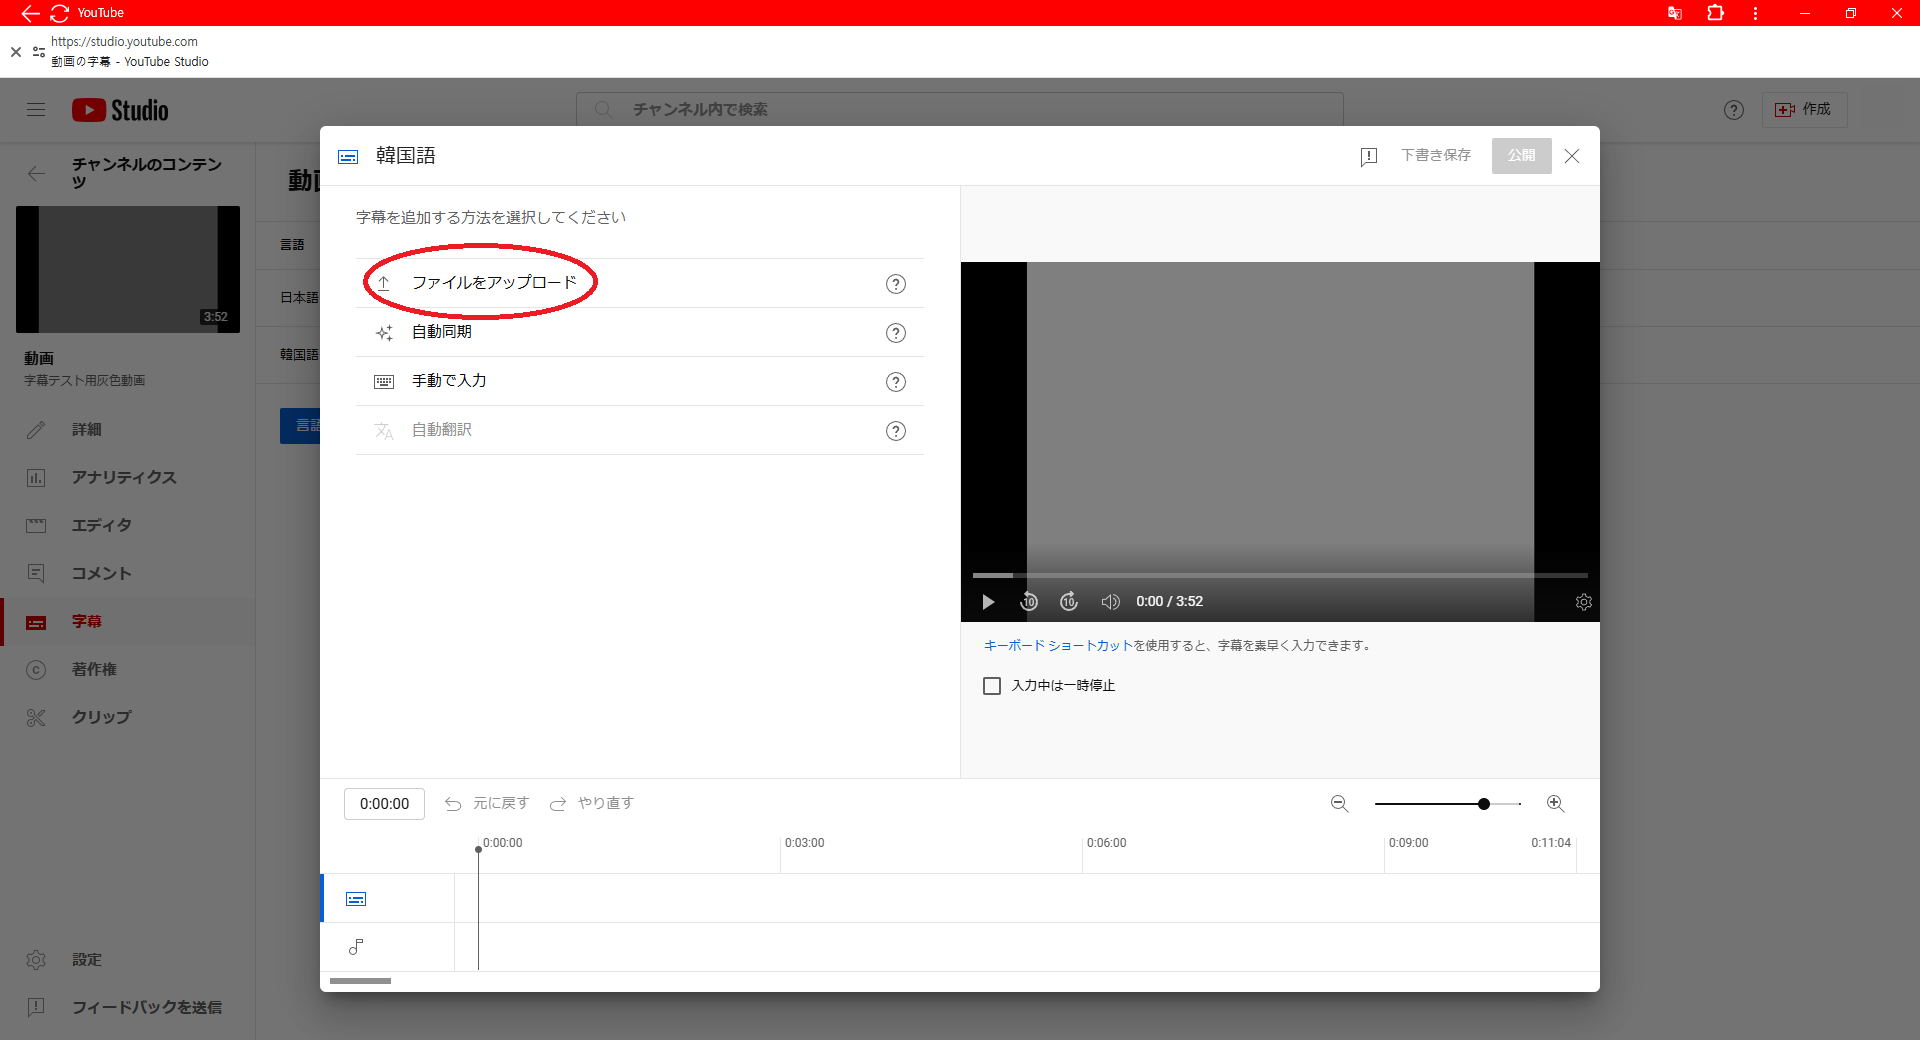 YouTube
https://studio.youtube.com
動画の字幕 - YouTube Studio
Studio
チャンネル内で検索
作成
チャンネルのコンテン
ツ
3:52
動画
字幕テスト用灰色動画
詳細
アナリティクス
エディタ
コメント
字幕
著作権
クリップ
設定
フィードバックを送信
動
言語
日本語
韓国語
言語
韓国語
下書き保存
公開
字幕を追加する方法を選択してください
ファイルをアップロード
自動同期
手動で入力
自動翻訳
10
10
0:00 / 3:52
キーボード ショートカットを使用すると、字幕を素早く入力できます。
入力中は一時停止
0:00:00
元に戻す
やり直す
0:00:00
0:03:00
0:06:00
0:09:00
0:11:04